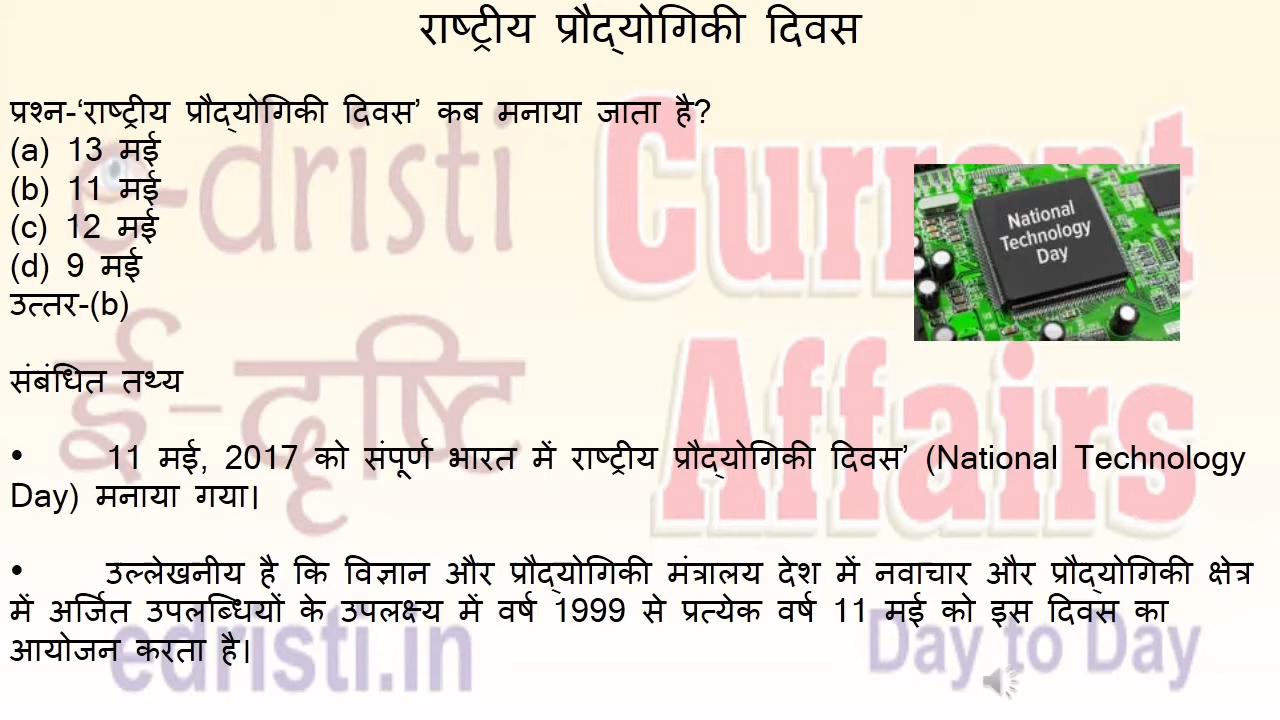 राष्ट्रीय प्रौद्योगिकी दिवस
प्रश्न-‘राष्ट्रीय प्रौद्योगिकी दिवस’ कब मनाया जाता है?
(a) 13 मई
(b) 11 मई
(c) 12 मई
(d) 9 मई
उत्तर-(b)
National
Technology
Day
संबंधित तथ्य
• 11 मई, 2017 को संपूर्ण भारत में राष्ट्रीय प्रौद्योगिकी दिवस’ (National Technology
Day) मनाया गया।
• उल्लेखनीय है कि विज्ञान और प्रौद्योगिकी मंत्रालय देश में नवाचार और प्रौद्योगिकी क्षेत्र
में अर्जित उपलब्धियों के उपलक्ष्य में वर्ष 1999 से प्रत्येक वर्ष 11 मई को इस दिवस का
आयोजन करता है।
e-dristi
ई-दृष्टि
edristi.in
Current
Affairs
Day to Day